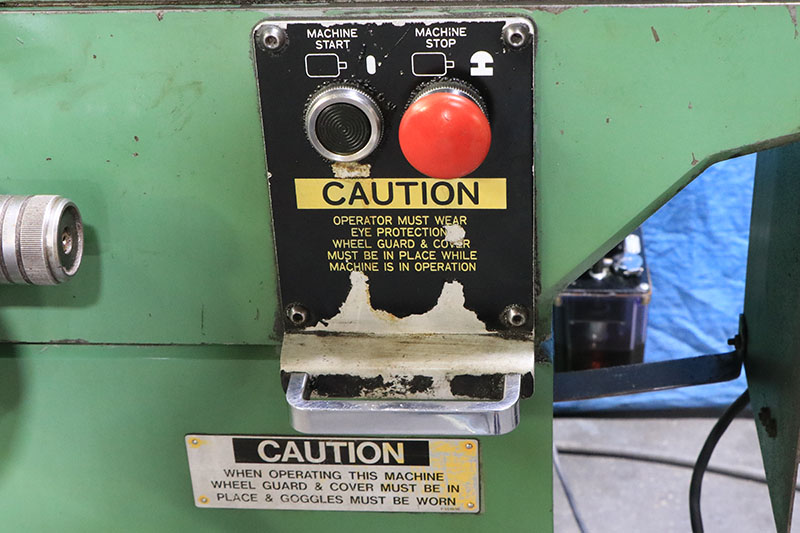 MACHINE
START
MACHINE
STOP
CAUTION
OPERATOR MUST WEAR
EYE PROTECTION
WHEEL GUARD & COVER
MUST BE IN PLACE WHILE
MACHINE IS IN OPERATION
CAUTION
WHEN OPERATING THIS MACHINE
WHEEL GUARD & COVER MUST BE IN
PLACE & GOGGLES MUST BE WORN